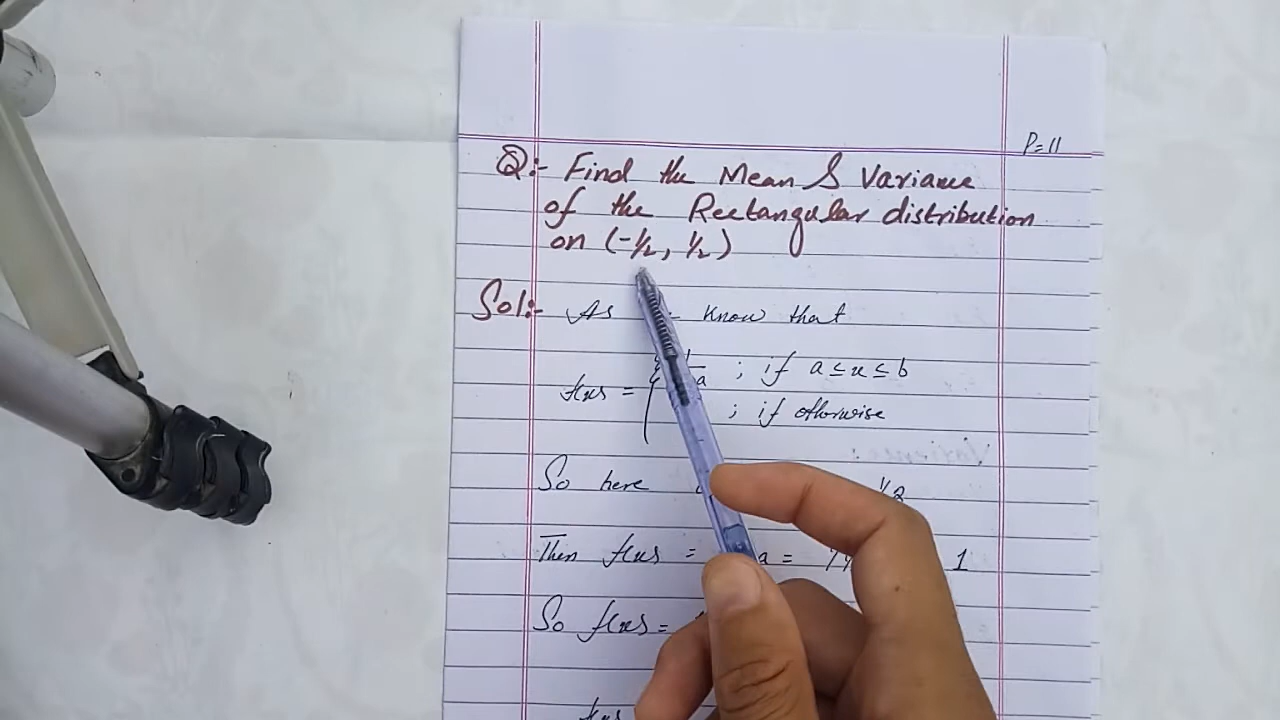 P=11
Q:- Find the Mean & Variance
of the Rectangular distribution
on (-1/2, 1/2)
Sol:- As know that
f(x) = { a ; if a ≤ x ≤ b
; if otherwise
So here 1/2
Then f(x) = a = 1
So f(x) =
f(x)